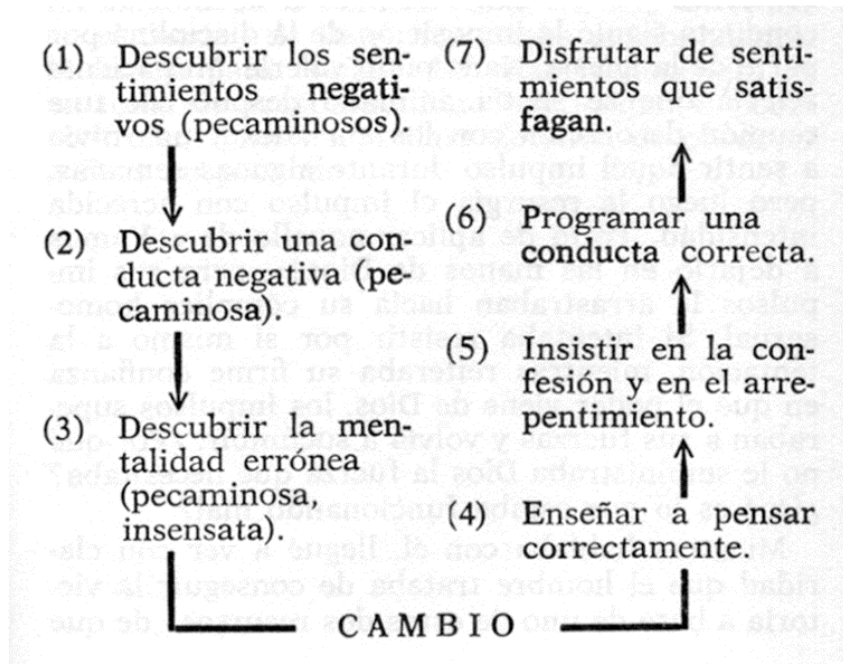 (1) Descubrir los sen-
timientos negati-
vos (pecaminosos).
(2) Descubrir una con-
ducta negativa (pe-
caminosa).
(3) Descubrir la men-
talidad errónea
(pecaminosa,
insensata).
CAMBIO
(4) Enseñar a pensar
correctamente.
(5) Insistir en la con-
fesión y en el arre-
pentimiento.
(6) Programar una
conducta correcta.
(7) Disfrutar de senti-
mientos que satis-
fagan.